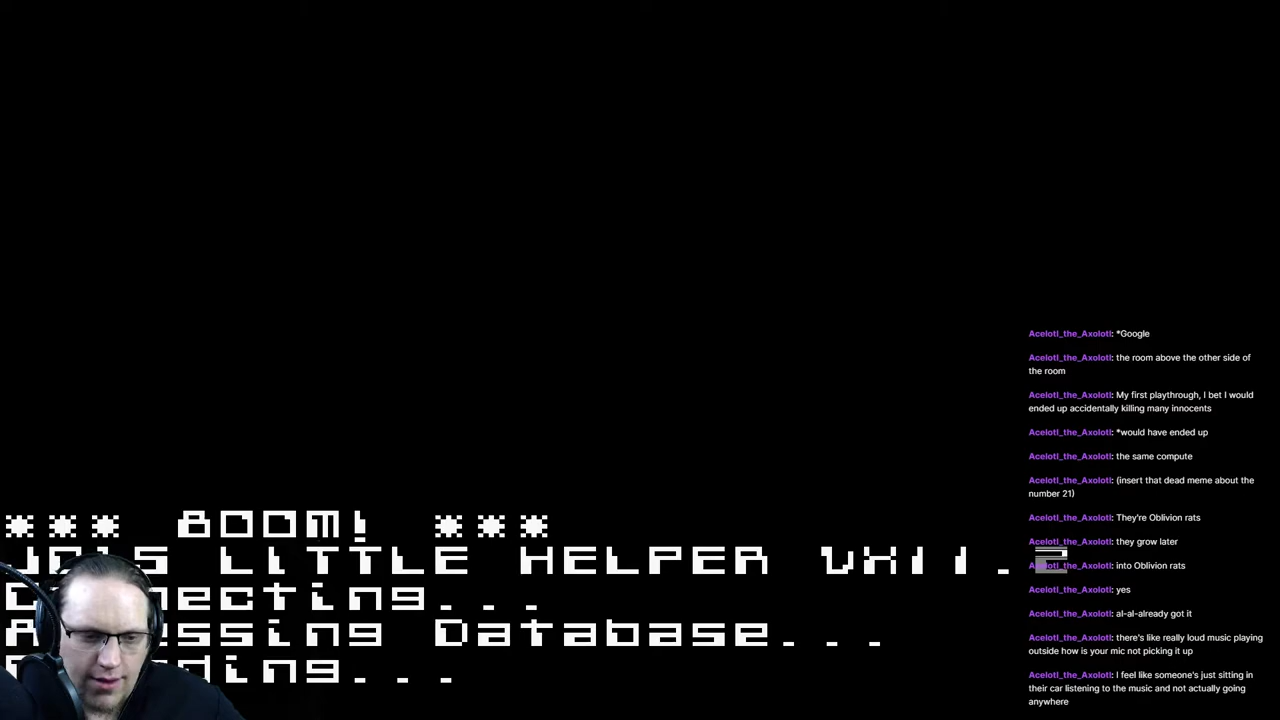 *** BOOM! ***
LITTLE HELPER VXII.
Accessing Database...
Acelotl_the_Axolotl: *Google
Acelotl_the_Axolotl: the room above the other side of
the room
Acelotl_the_Axolotl: My first playthrough, I bet I would
ended up accidentally killing many innocents
Acelotl_the_Axolotl: *would have ended up
Acelotl_the_Axolotl: the same compute
Acelotl_the_Axolotl: (insert that dead meme about the
number 21)
Acelotl_the_Axolotl: They're Oblivion rats
Acelotl_the_Axolotl: they grow later
Acelotl_the_Axolotl: into Oblivion rats
Acelotl_the_Axolotl: yes
Acelotl_the_Axolotl: al-al-already got it
Acelotl_the_Axolotl: there's like really loud music playing
outside how is your mic not picking it up
Acelotl_the_Axolotl: I feel like someone's just sitting in
their car listening to the music and not actually going
anywhere